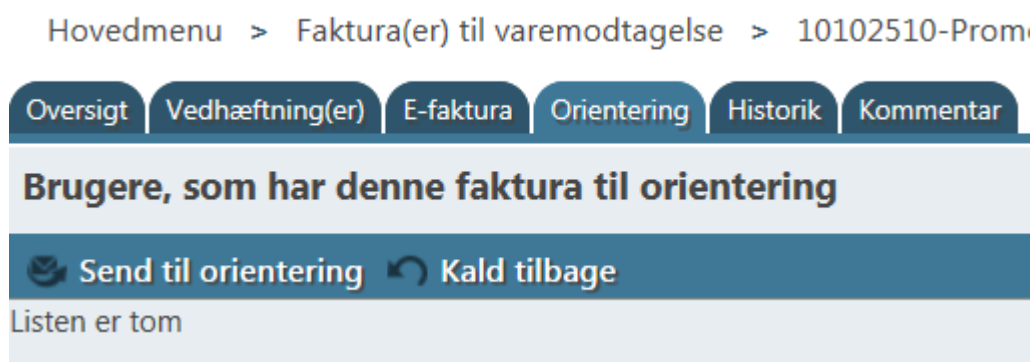 Hovedmenu > Faktura(er) til varemodtagelse > 10102510-Prom
Oversigt Vedhæftning(er) E-faktura Orientering Historik Kommentar
Brugere, som har denne faktura til orientering
Send til orientering Kald tilbage
Listen er tom